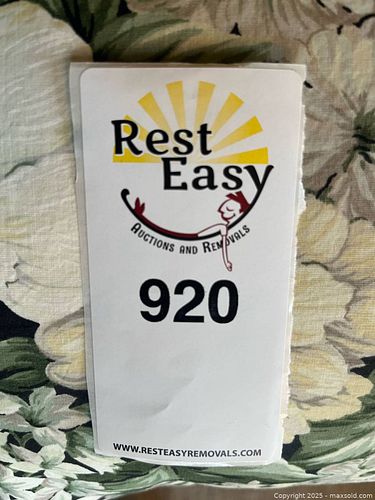 Rest
Easy
AUCTIONS AND REMOVALS
920
WWW.RESTEASYREMOVALS.COM
Copyright 2025 - maxsold.com